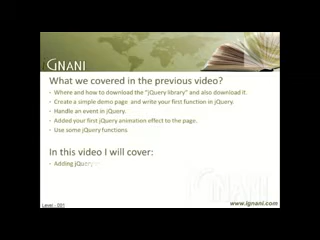 GNANI
What we covered in the previous video?
Where and how to download the "jQuery library" and also download it.
Create a simple demo page and write your first function in jQuery.
Handle an event in jQuery.
Added your first jQuery animation effect to the page.
Use some jQuery functions.
In this video I will cover:
Adding jQuery
GNANI
Level - 001
www.ignani.com